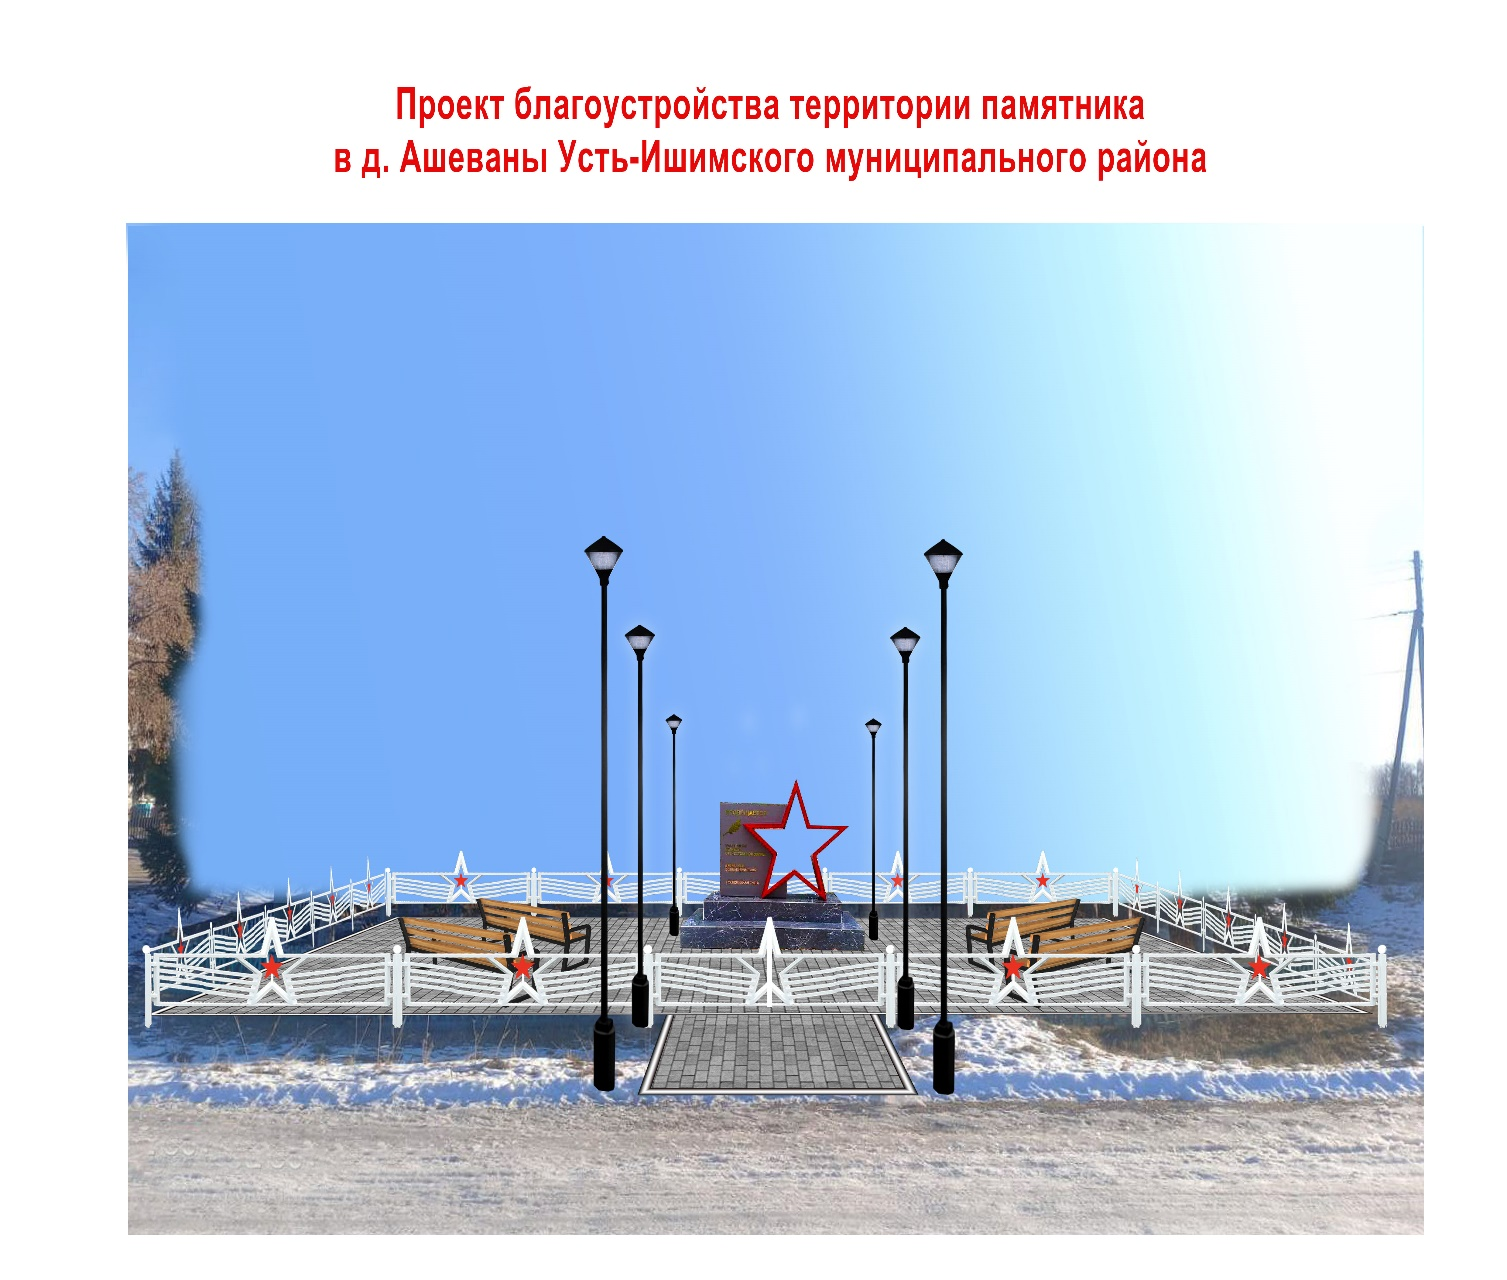 Проект благоустройства территории памятника
в д. Ашеваны Усть-Ишимского муниципального района